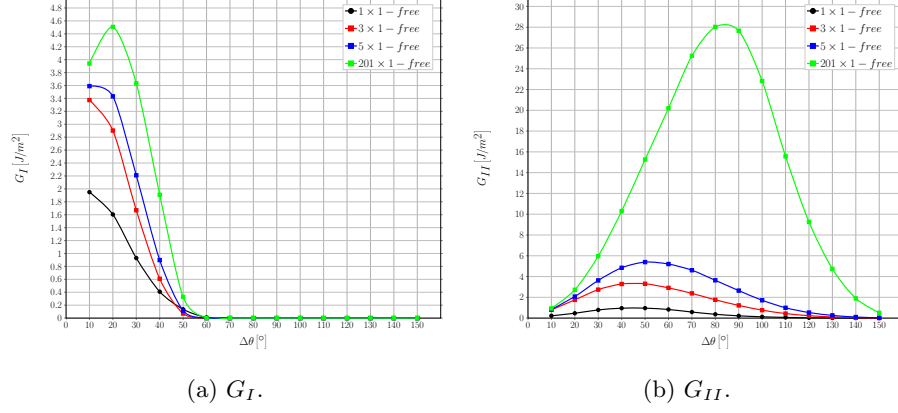 4.8
4.6
4.4
4.2
4
3.8
3.6
3.4
3.2
3
2.8
2.6
2.4
2.2
2
1.8
1.6
1.4
1.2
1
0.8
0.6
0.4
0.2
0
0 10 20 30 40 50 60 70 80 90 100 110 120 130 140 150
G_I [J/m²]
Δθ [°]
1 × 1 − free
3 × 1 − free
5 × 1 − free
201 × 1 − free
(a) G_I.
30
28
26
24
22
20
18
16
14
12
10
8
6
4
2
0
0 10 20 30 40 50 60 70 80 90 100 110 120 130 140 150
G_II [J/m²]
Δθ [°]
1 × 1 − free
3 × 1 − free
5 × 1 − free
201 × 1 − free
(b) G_II.